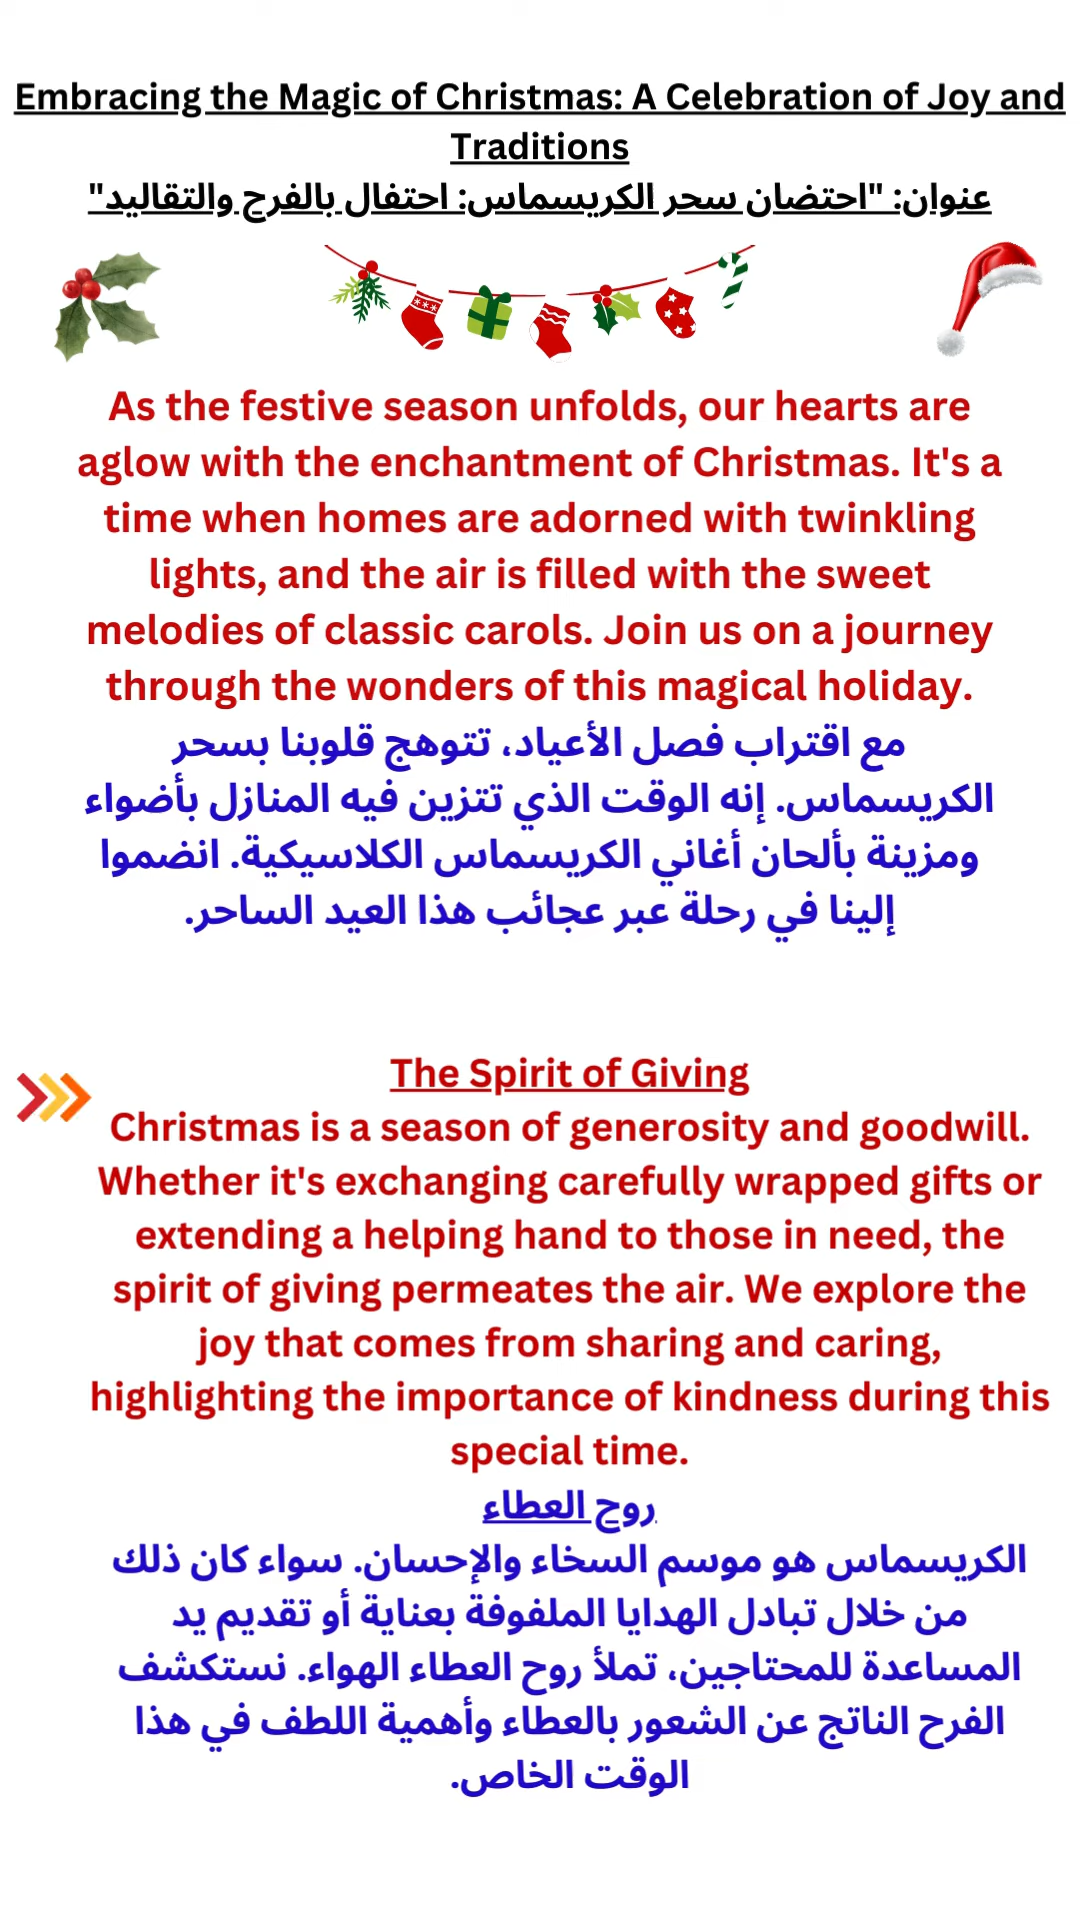 Embracing the Magic of Christmas: A Celebration of Joy and
Traditions
عنوان: "احتضان سحر الكريسماس: احتفال بالفرح والتقاليد"
As the festive season unfolds, our hearts are
aglow with the enchantment of Christmas. It's a
time when homes are adorned with twinkling
lights, and the air is filled with the sweet
melodies of classic carols. Join us on a journey
through the wonders of this magical holiday.
مع اقتراب فصل الأعياد، تتوهج قلوبنا بسحر
الكريسماس. إنه الوقت الذي تتزين فيه المنازل بأضواء
ومزينة بألحان أغاني الكريسماس الكلاسيكية. انضموا
إلينا في رحلة عبر عجائب هذا العيد الساحر.
The Spirit of Giving
Christmas is a season of generosity and goodwill.
Whether it's exchanging carefully wrapped gifts or
extending a helping hand to those in need, the
spirit of giving permeates the air. We explore the
joy that comes from sharing and caring,
highlighting the importance of kindness during this
special time.
روح العطاء
الكريسماس هو موسم السخاء والإحسان. سواء كان ذلك
من خلال تبادل الهدايا الملفوفة بعناية أو تقديم يد
المساعدة للمحتاجين، تملأ روح العطاء الهواء. نستكشف
الفرح الناتج عن الشعور بالعطاء وأهمية اللطف في هذا
الوقت الخاص.